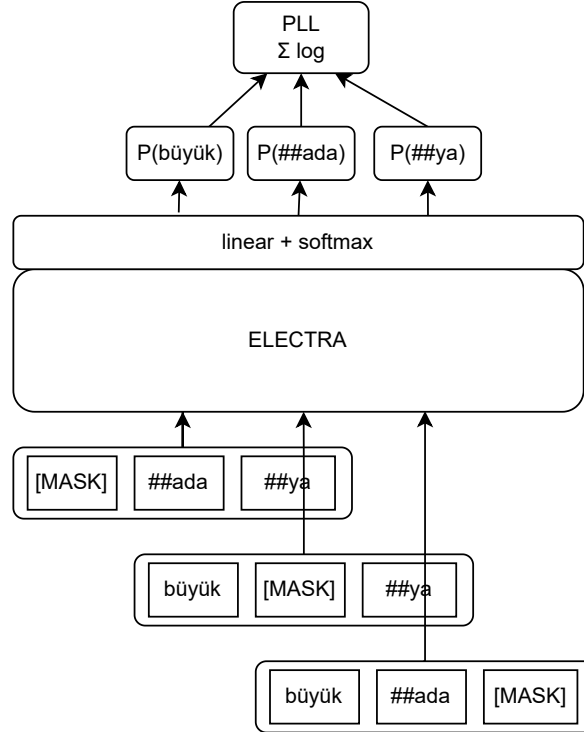 PLL
Σ log
P(büyük) P(##ada) P(##ya)
linear + softmax
ELECTRA
[MASK] ##ada ##ya
büyük [MASK] ##ya
büyük ##ada [MASK]